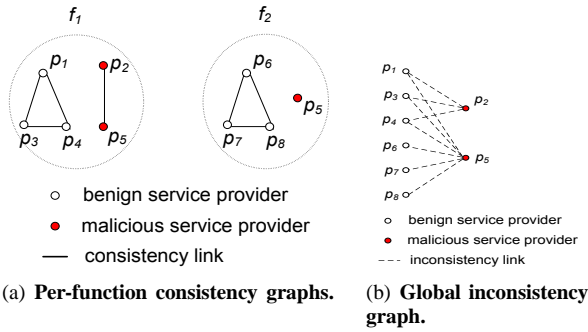 f1 f2
p1 p2 p6
p5
p3 p4 p5 p7 p8
benign service provider
malicious service provider
consistency link
(a) Per-function consistency graphs.
p1
p2
p3
p4
p6
p5
p7
p8
benign service provider
malicious service provider
inconsistency link
(b) Global inconsistency
graph.